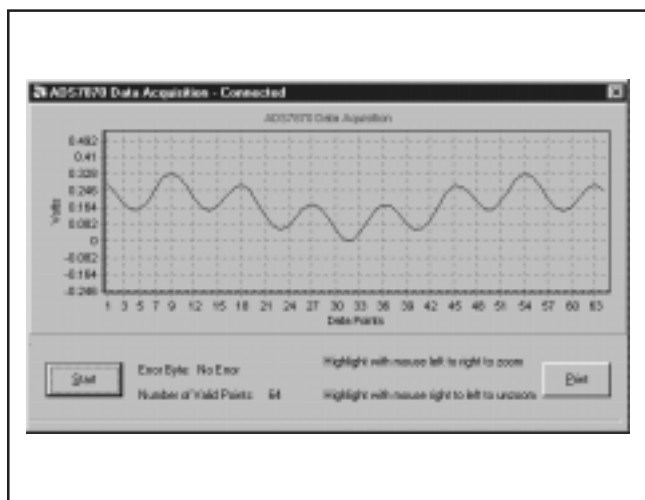 ADS7870 Data Acquisition - Connected
ADS7870 Data Aquisition
Volts
0.492
0.41
0.328
0.246
0.164
0.082
0
-0.082
-0.164
-0.246
1 3 5 7 9 12 15 18 21 24 27 30 33 36 39 42 45 48 51 54 57 60 63
Data Points
Start
Error Byte: No Error
Number of Valid Points: 64
Highlight with mouse left to right to zoom
Highlight with mouse right to left to unzoom
Print